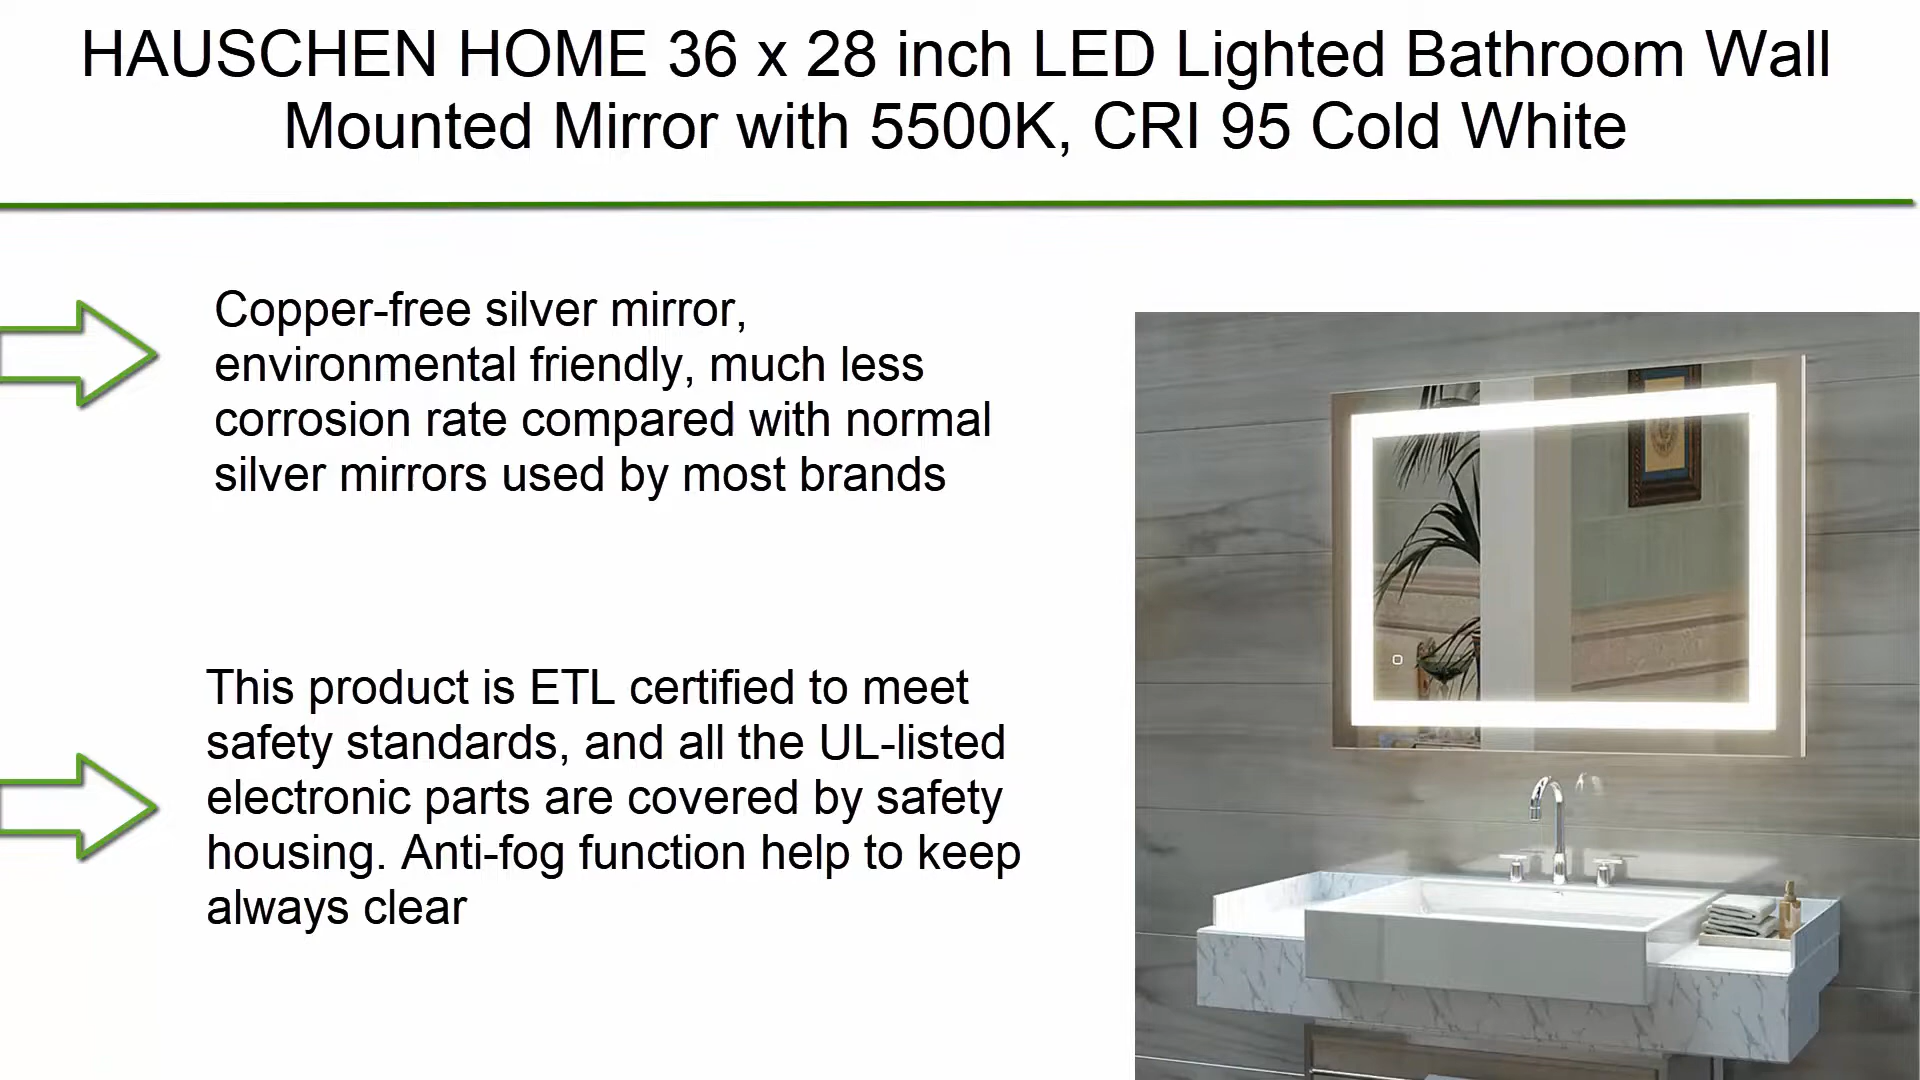 HAUSCHEN HOME 36 x 28 inch LED Lighted Bathroom Wall
Mounted Mirror with 5500K, CRI 95 Cold White
Copper-free silver mirror,
environmental friendly, much less
corrosion rate compared with normal
silver mirrors used by most brands
This product is ETL certified to meet
safety standards, and all the UL-listed
electronic parts are covered by safety
housing. Anti-fog function help to keep
always clear